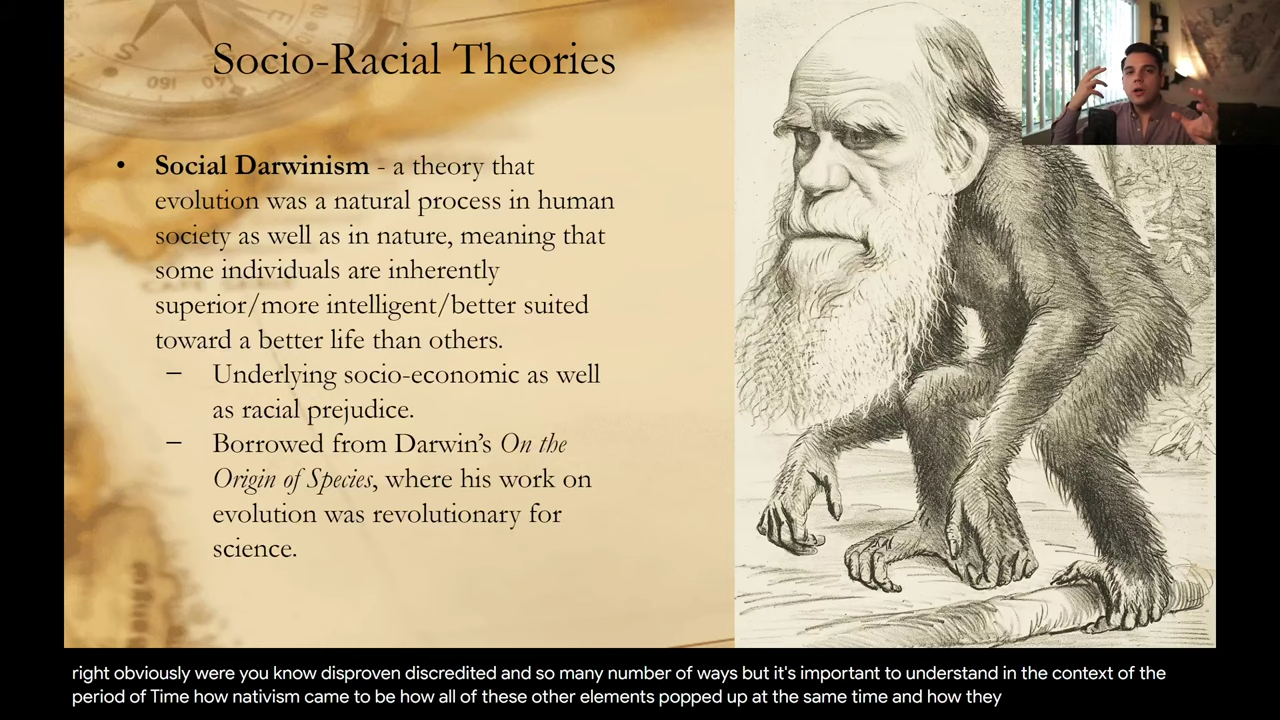 Socio-Racial Theories
• Social Darwinism - a theory that
evolution was a natural process in human
society as well as in nature, meaning that
some individuals are inherently
superior/more intelligent/better suited
toward a better life than others.
– Underlying socio-economic as well
as racial prejudice.
– Borrowed from Darwin’s On the
Origin of Species, where his work on
evolution was revolutionary for
science.
right obviously were you know disproven discredited and so many number of ways but it's important to understand in the context of the
period of Time how nativism came to be how all of these other elements popped up at the same time and how they